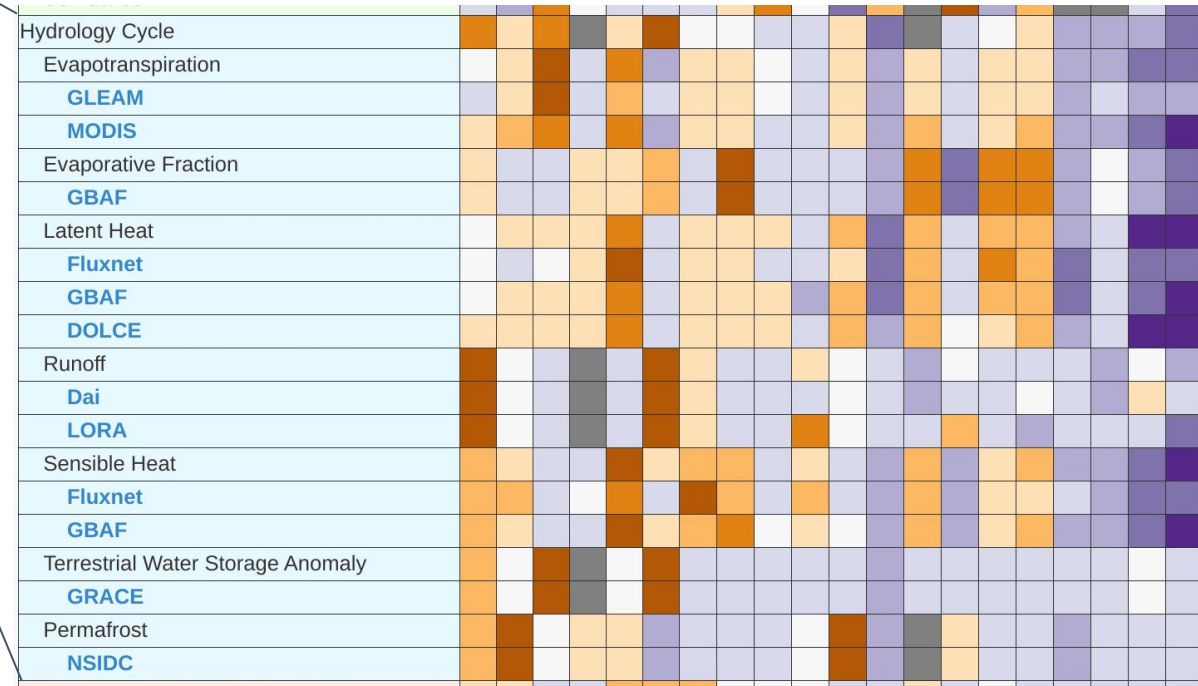 Hydrology Cycle
Evapotranspiration
GLEAM
MODIS
Evaporative Fraction
GBAF
Latent Heat
Fluxnet
GBAF
DOLCE
Runoff
Dai
LORA
Sensible Heat
Fluxnet
GBAF
Terrestrial Water Storage Anomaly
GRACE
Permafrost
NSIDC